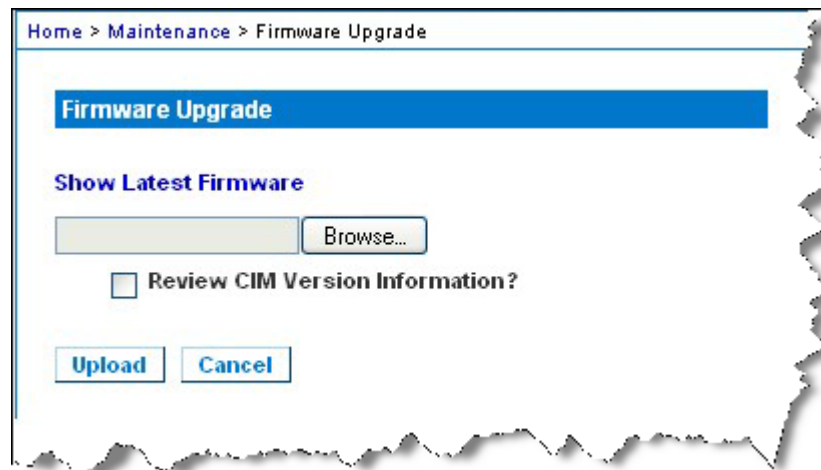 Home > Maintenance > Firmware Upgrade
Firmware Upgrade
Show Latest Firmware
Browse...
Review CIM Version Information?
Upload Cancel